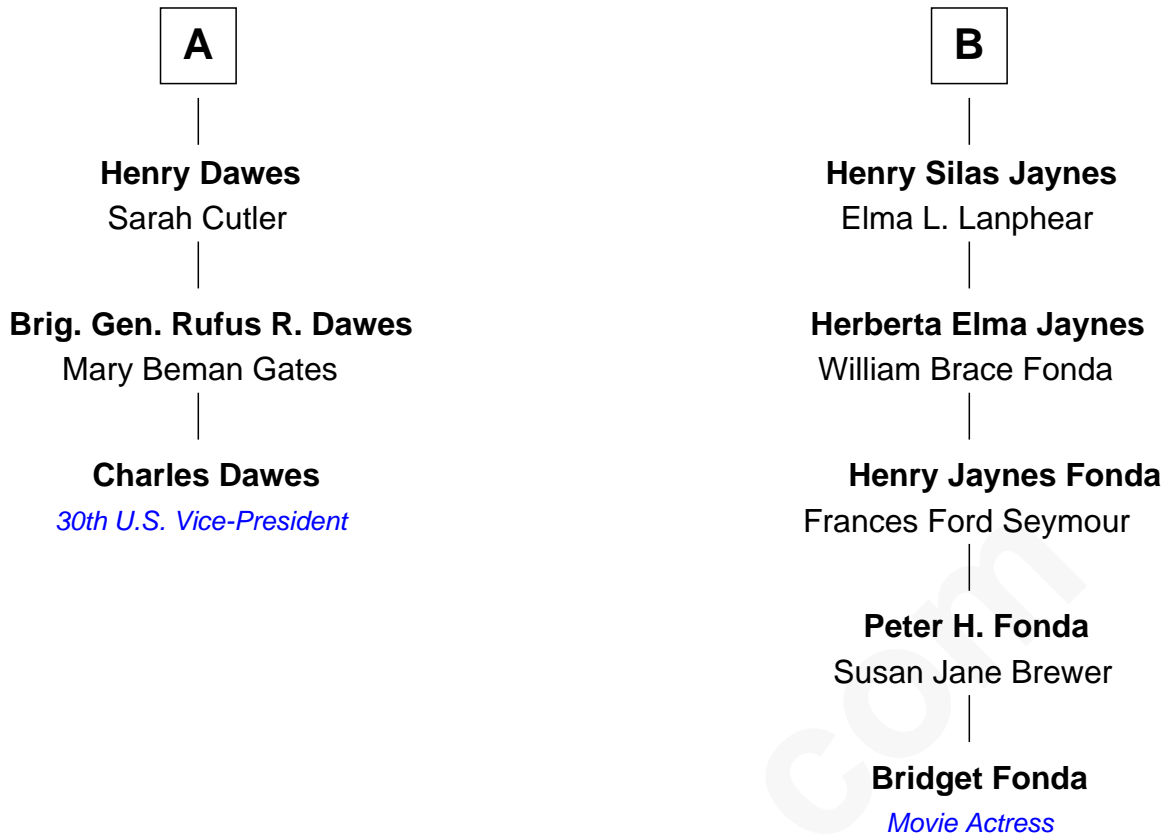 A
Henry Dawes
Sarah Cutler
Brig. Gen. Rufus R. Dawes
Mary Beman Gates
Charles Dawes
30th U.S. Vice-President
B
Henry Silas Jaynes
Elma L. Lanphear
Herberta Elma Jaynes
William Brace Fonda
Henry Jaynes Fonda
Frances Ford Seymour
Peter H. Fonda
Susan Jane Brewer
Bridget Fonda
Movie Actress
com